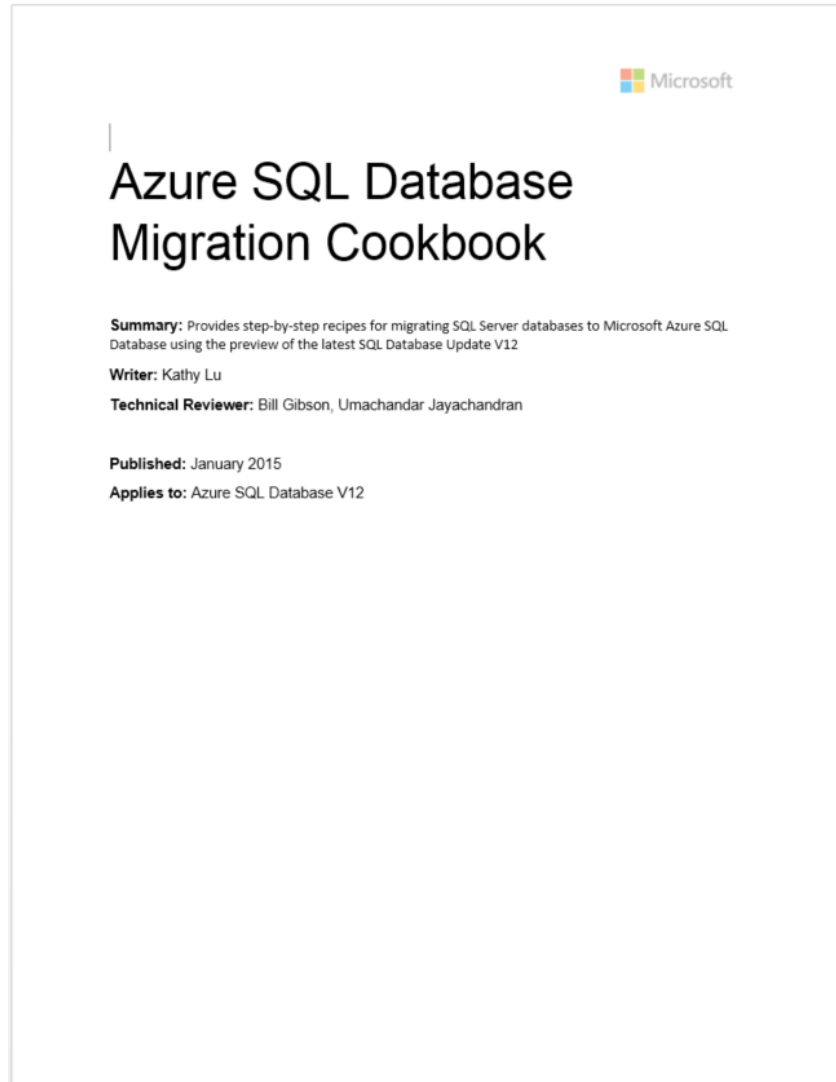 Microsoft
Azure SQL Database
Migration Cookbook
Summary: Provides step-by-step recipes for migrating SQL Server databases to Microsoft Azure SQL
Database using the preview of the latest SQL Database Update V12
Writer: Kathy Lu
Technical Reviewer: Bill Gibson, Umachandar Jayachandran
Published: January 2015
Applies to: Azure SQL Database V12